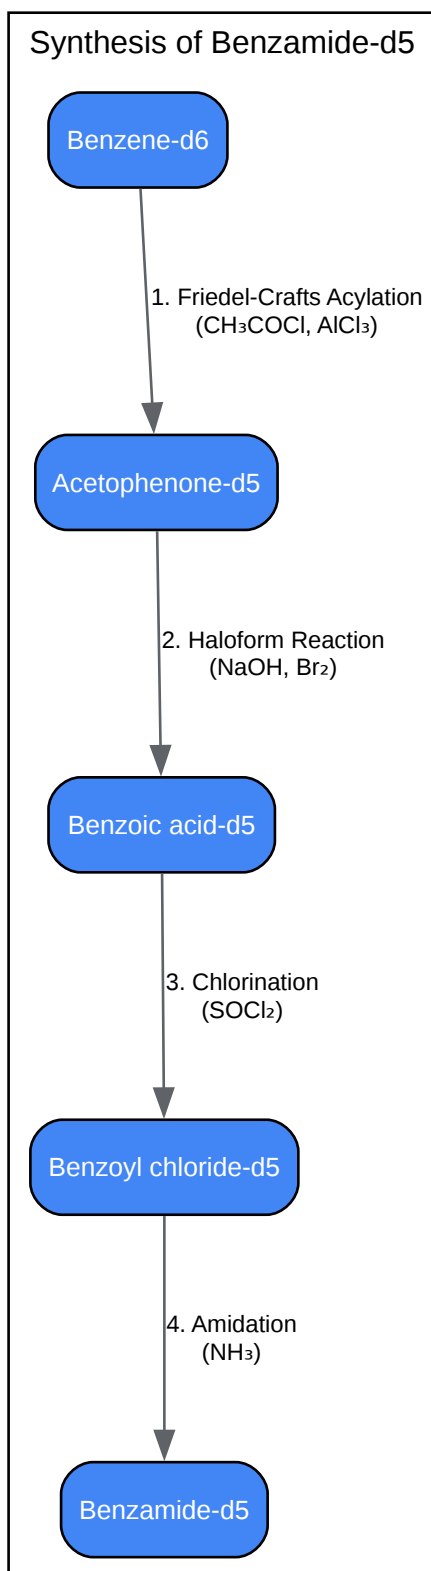 Synthesis of Benzamide-d5
Benzene-d6
1. Friedel-Crafts Acylation
(CH₃COCl, AlCl₃)
Acetophenone-d5
2. Haloform Reaction
(NaOH, Br₂)
Benzoic acid-d5
3. Chlorination
(SOCl₂)
Benzoyl chloride-d5
4. Amidation
(NH₃)
Benzamide-d5